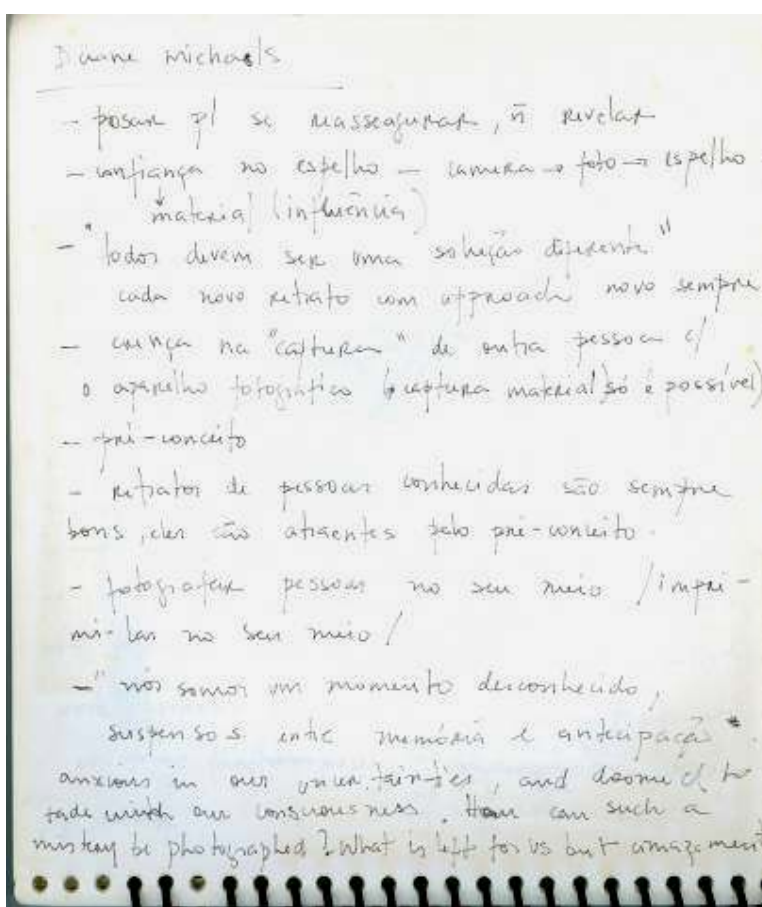 Duane Michaels
- posar p/ se reassegurar, ñ revelar
- confiança no espelho - camera → foto → espelho
material (influência)
- "todos devem ser uma solução diferente"
cada novo retrato com approach novo sempre
- crença na "captura" de outra pessoa c/
o aparelho fotográfico (captura material só é possível)
- pré-conceito
- retratos de pessoas conhecidas são sempre
bons, eles são atraentes pelo pré-conceito.
- fotografar pessoas no seu meio / impri-
mi-las no seu meio /
- "nós somos um momento desconhecido,
suspensos entre memória e antecipação".
anxious in our uncertainties, and doomed to
fade with our consciousness. How can such a
mistery be photographed? What is left for us but amazement